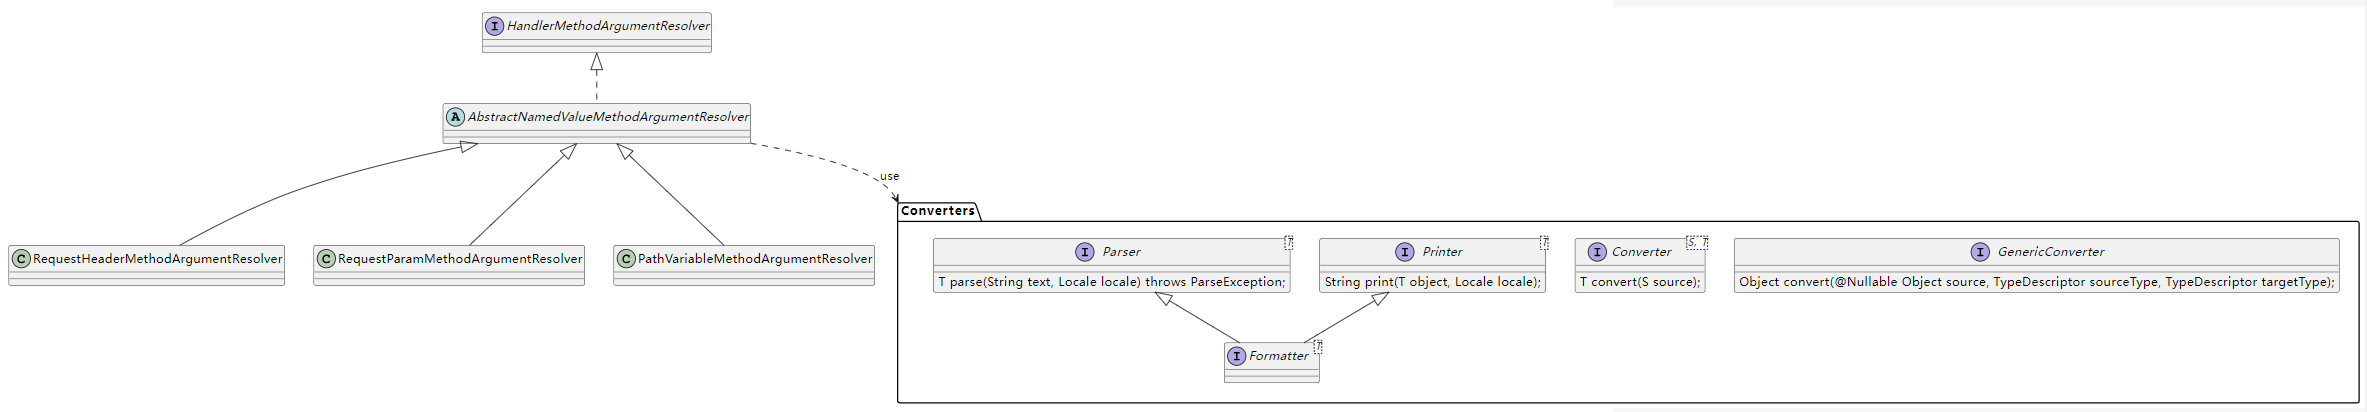 I HandlerMethodArgumentResolver
A AbstractNamedValueMethodArgumentResolver
use
Converters
C RequestHeaderMethodArgumentResolver
C RequestParamMethodArgumentResolver
C PathVariableMethodArgumentResolver
I Parser T
T parse(String text, Locale locale) throws ParseException;
I Printer T
String print(T object, Locale locale);
I Converter S, T
T convert(S source);
I GenericConverter
Object convert(@Nullable Object source, TypeDescriptor sourceType, TypeDescriptor targetType);
I Formatter T